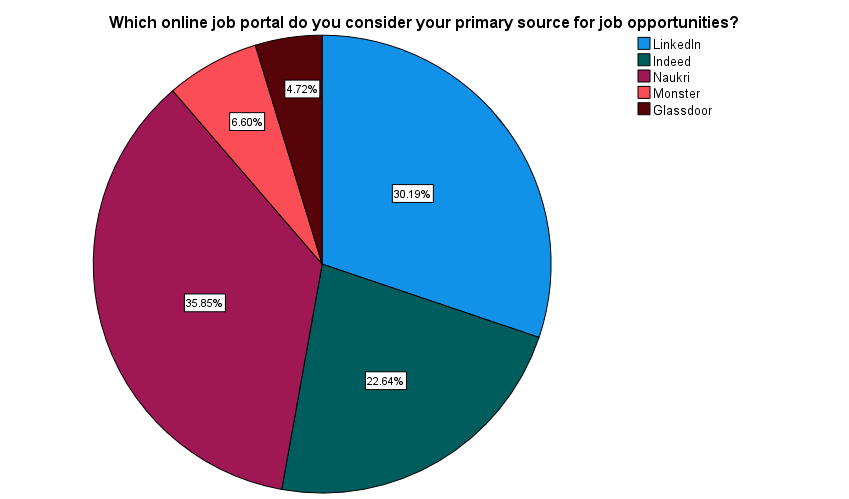 Which online job portal do you consider your primary source for job opportunities?
LinkedIn
Indeed
Naukri
Monster
Glassdoor
4.72%
6.60%
30.19%
35.85%
22.64%